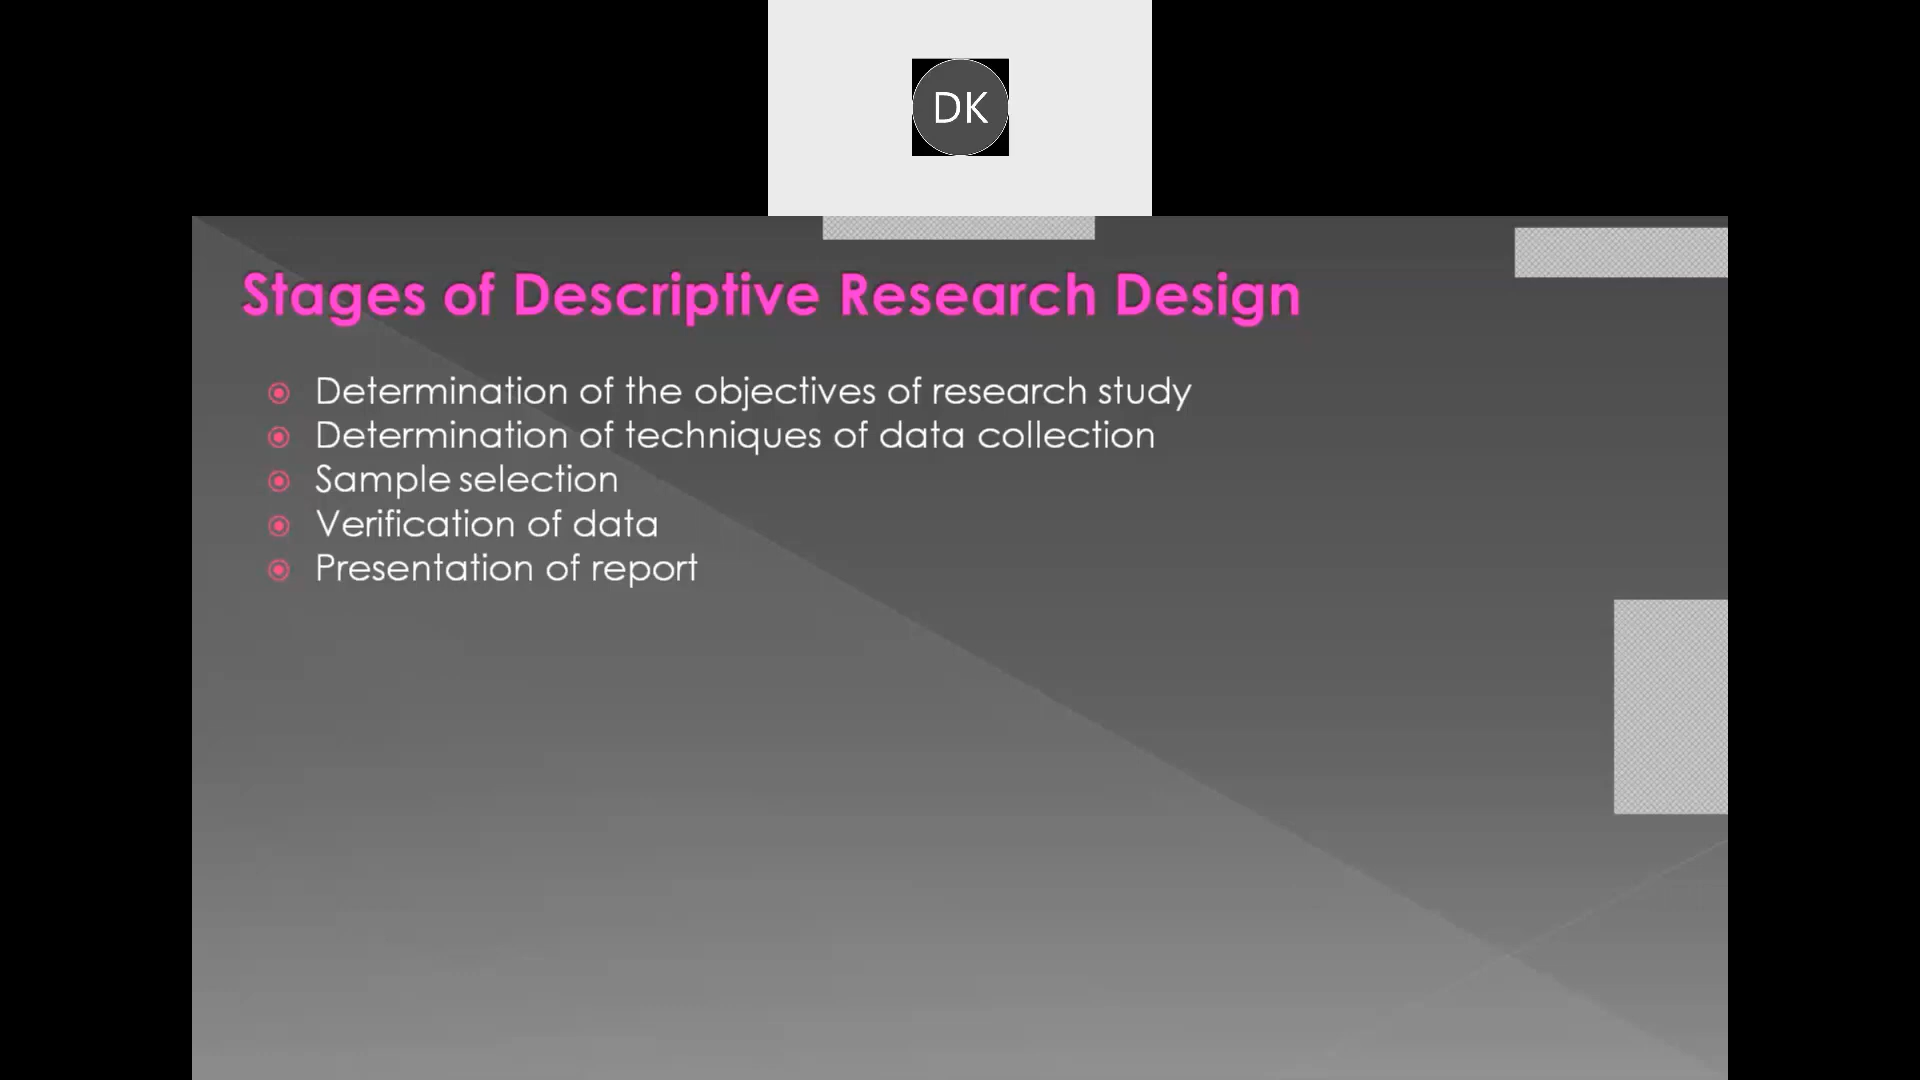 DK
Stages of Descriptive Research Design
Determination of the objectives of research study
Determination of techniques of data collection
Sample selection
Verification of data
Presentation of report